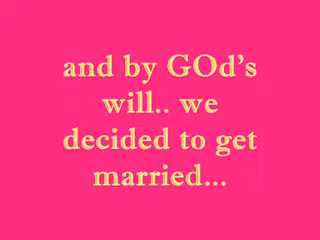 and by GOd's
will.. we
decided to get
married...